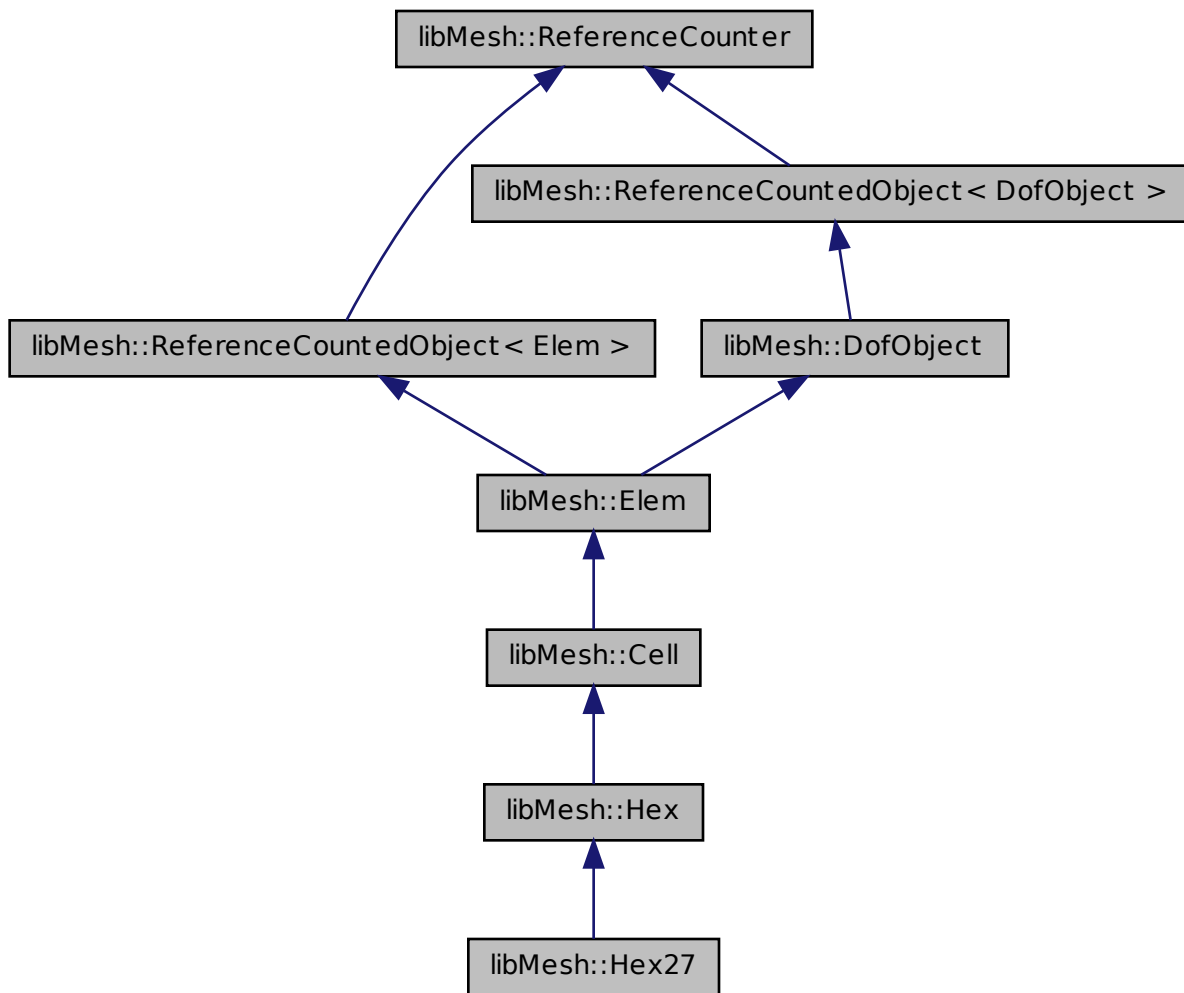 libMesh::ReferenceCounter
libMesh::ReferenceCountedObject< DofObject >
libMesh::ReferenceCountedObject< Elem >
libMesh::DofObject
libMesh::Elem
libMesh::Cell
libMesh::Hex
libMesh::Hex27